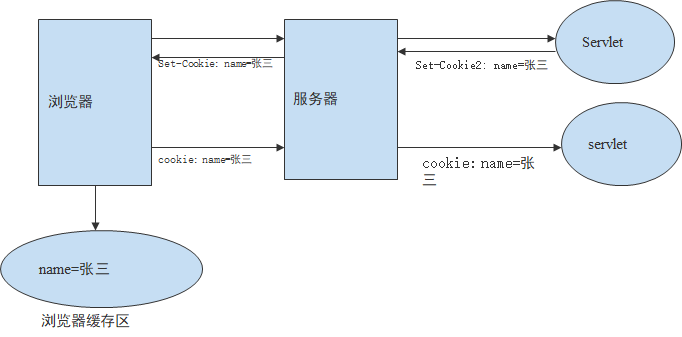 Servlet
Set-Cookie: name=张三
Set-Cookie2: name=张三
浏览器
服务器
servlet
cookie: name=张三
cookie: name=张
三
name=张三
浏览器缓存区